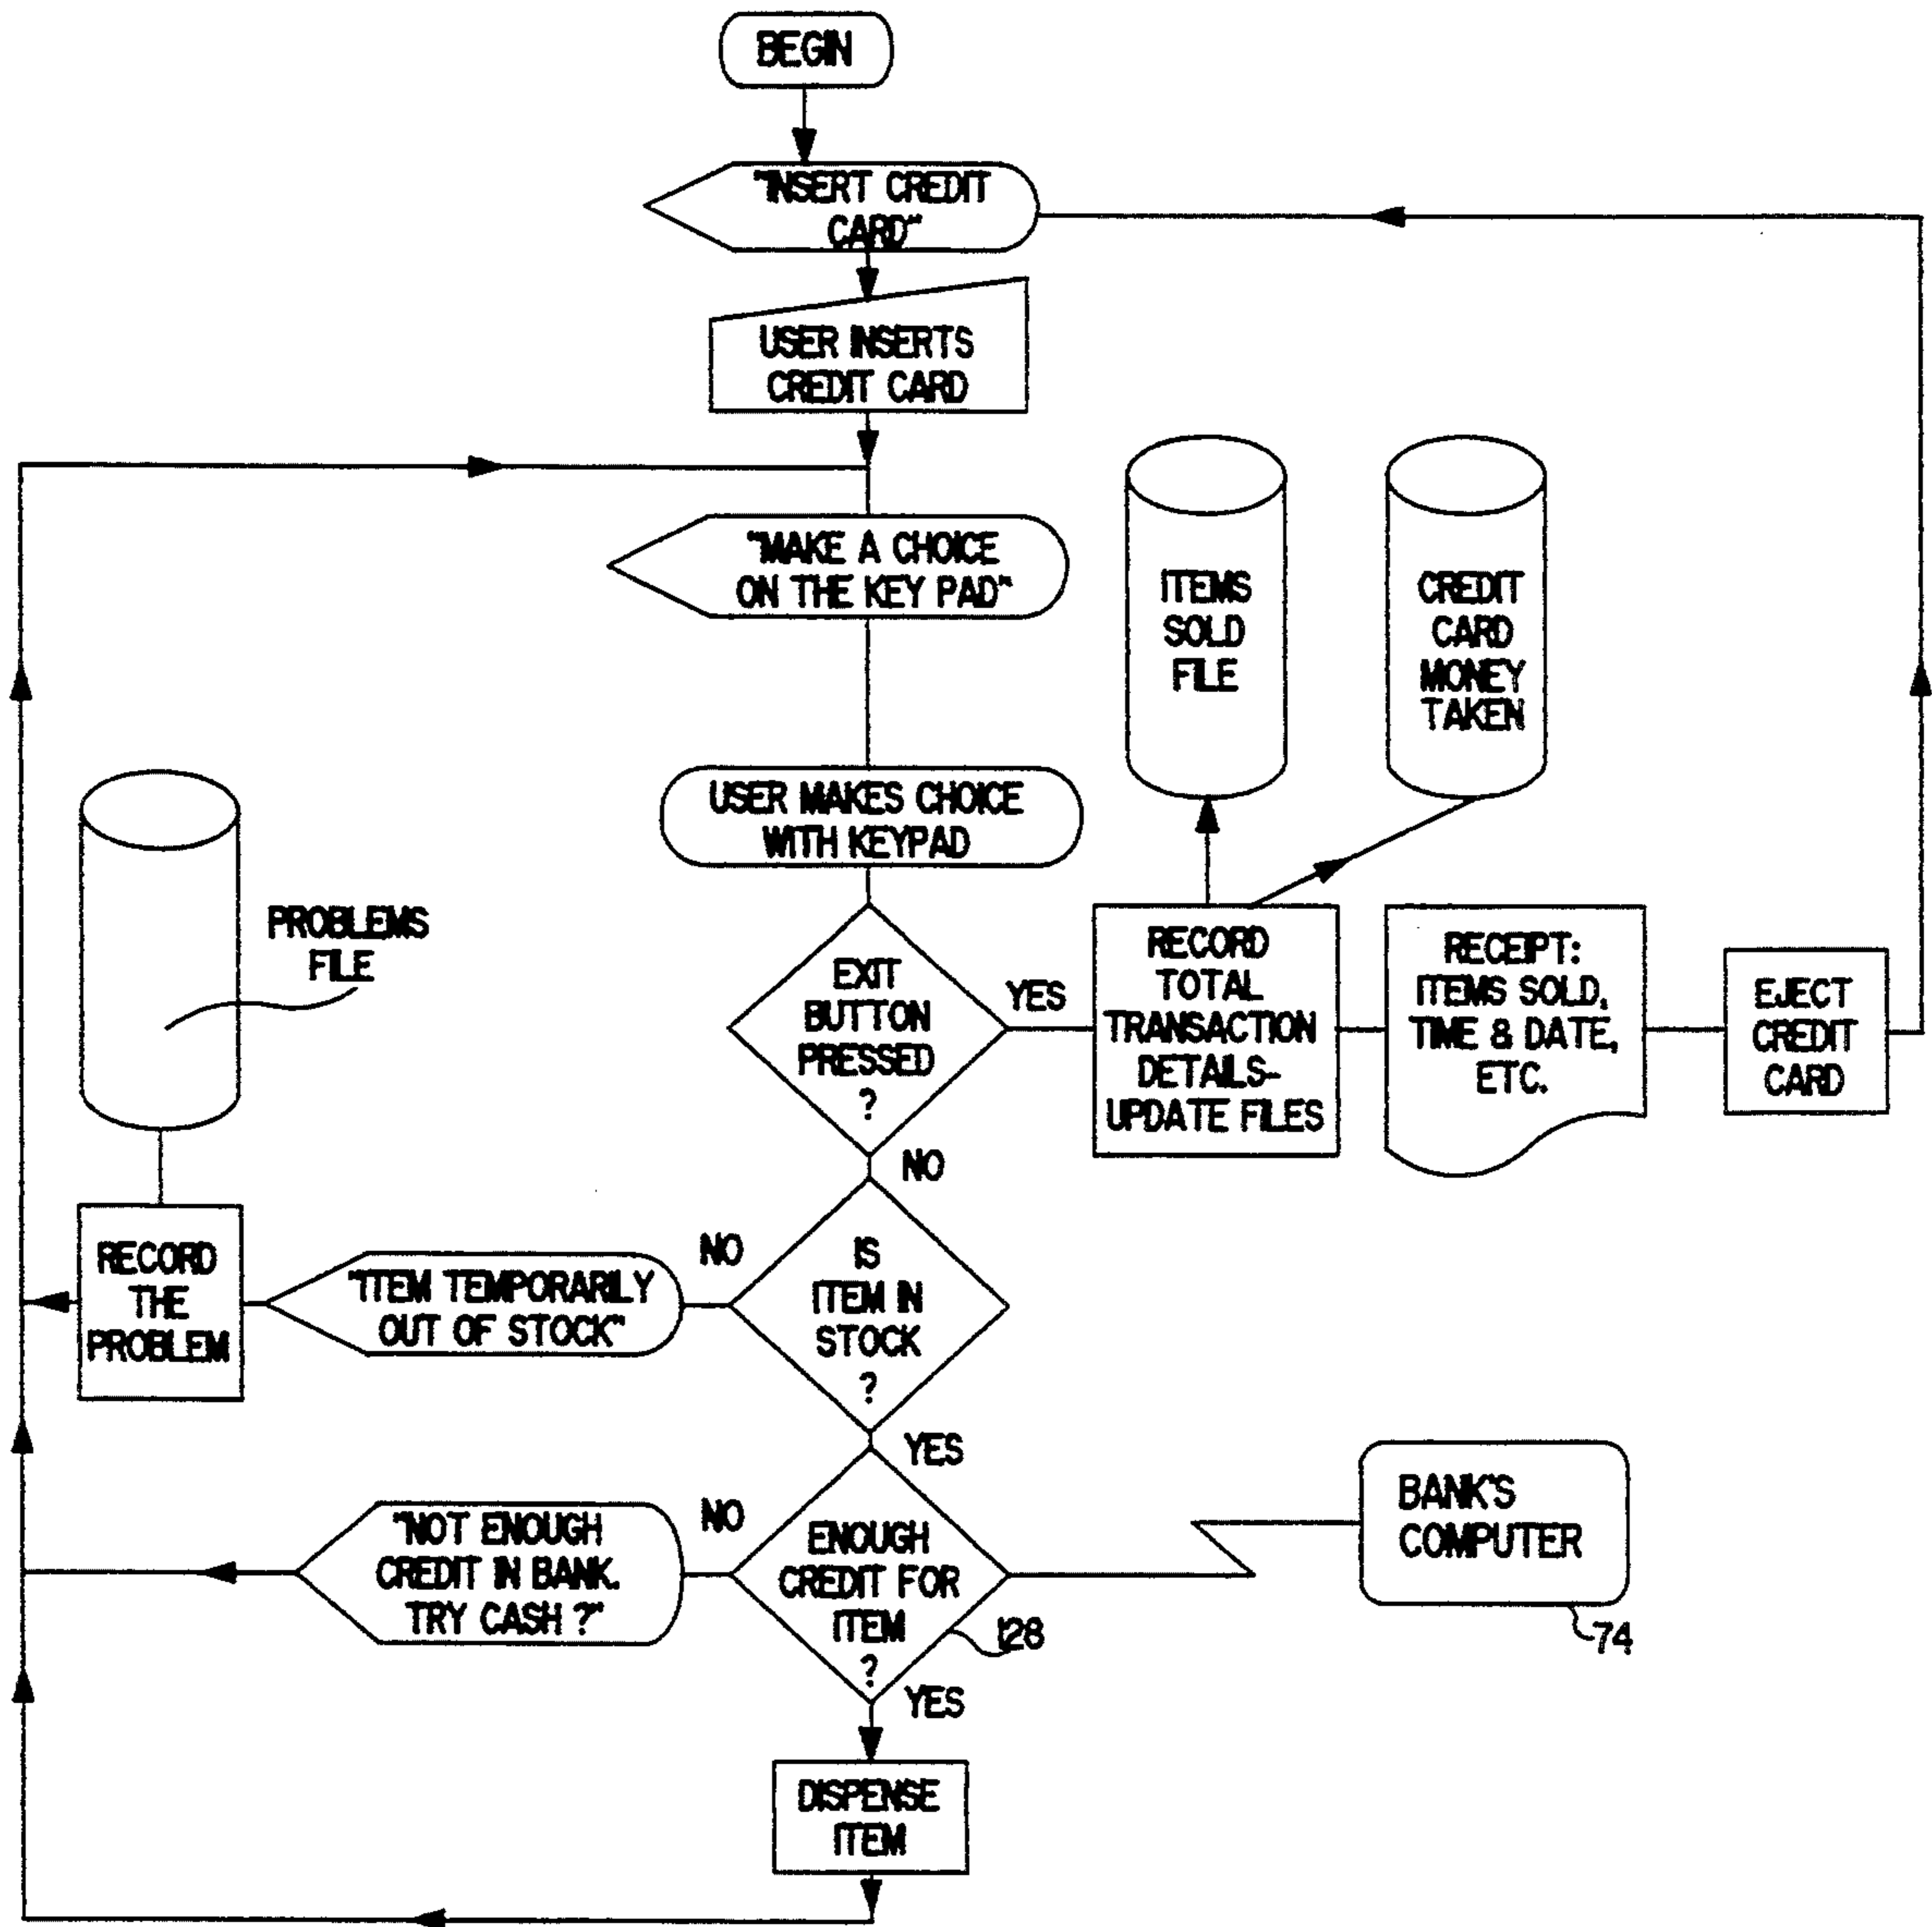 BEGIN
"INSERT CREDIT
CARD"
USER INSERTS
CREDIT CARD
"MAKE A CHOICE
ON THE KEY PAD"
ITEMS
SOLD
FILE
CREDIT
CARD
MONEY
TAKEN
USER MAKES CHOICE
WITH KEYPAD
PROBLEMS
FILE
EXIT
BUTTON
PRESSED
?
YES
RECORD
TOTAL
TRANSACTION
DETAILS-
UPDATE FILES
RECEIPT:
ITEMS SOLD,
TIME & DATE,
ETC.
EJECT
CREDIT
CARD
NO
RECORD
THE
PROBLEM
"ITEM TEMPORARILY
OUT OF STOCK"
NO
IS
ITEM IN
STOCK
?
YES
"NOT ENOUGH
CREDIT IN BANK.
TRY CASH ?"
NO
ENOUGH
CREDIT FOR
ITEM
?
128
BANK'S
COMPUTER
74
YES
DISPENSE
ITEM